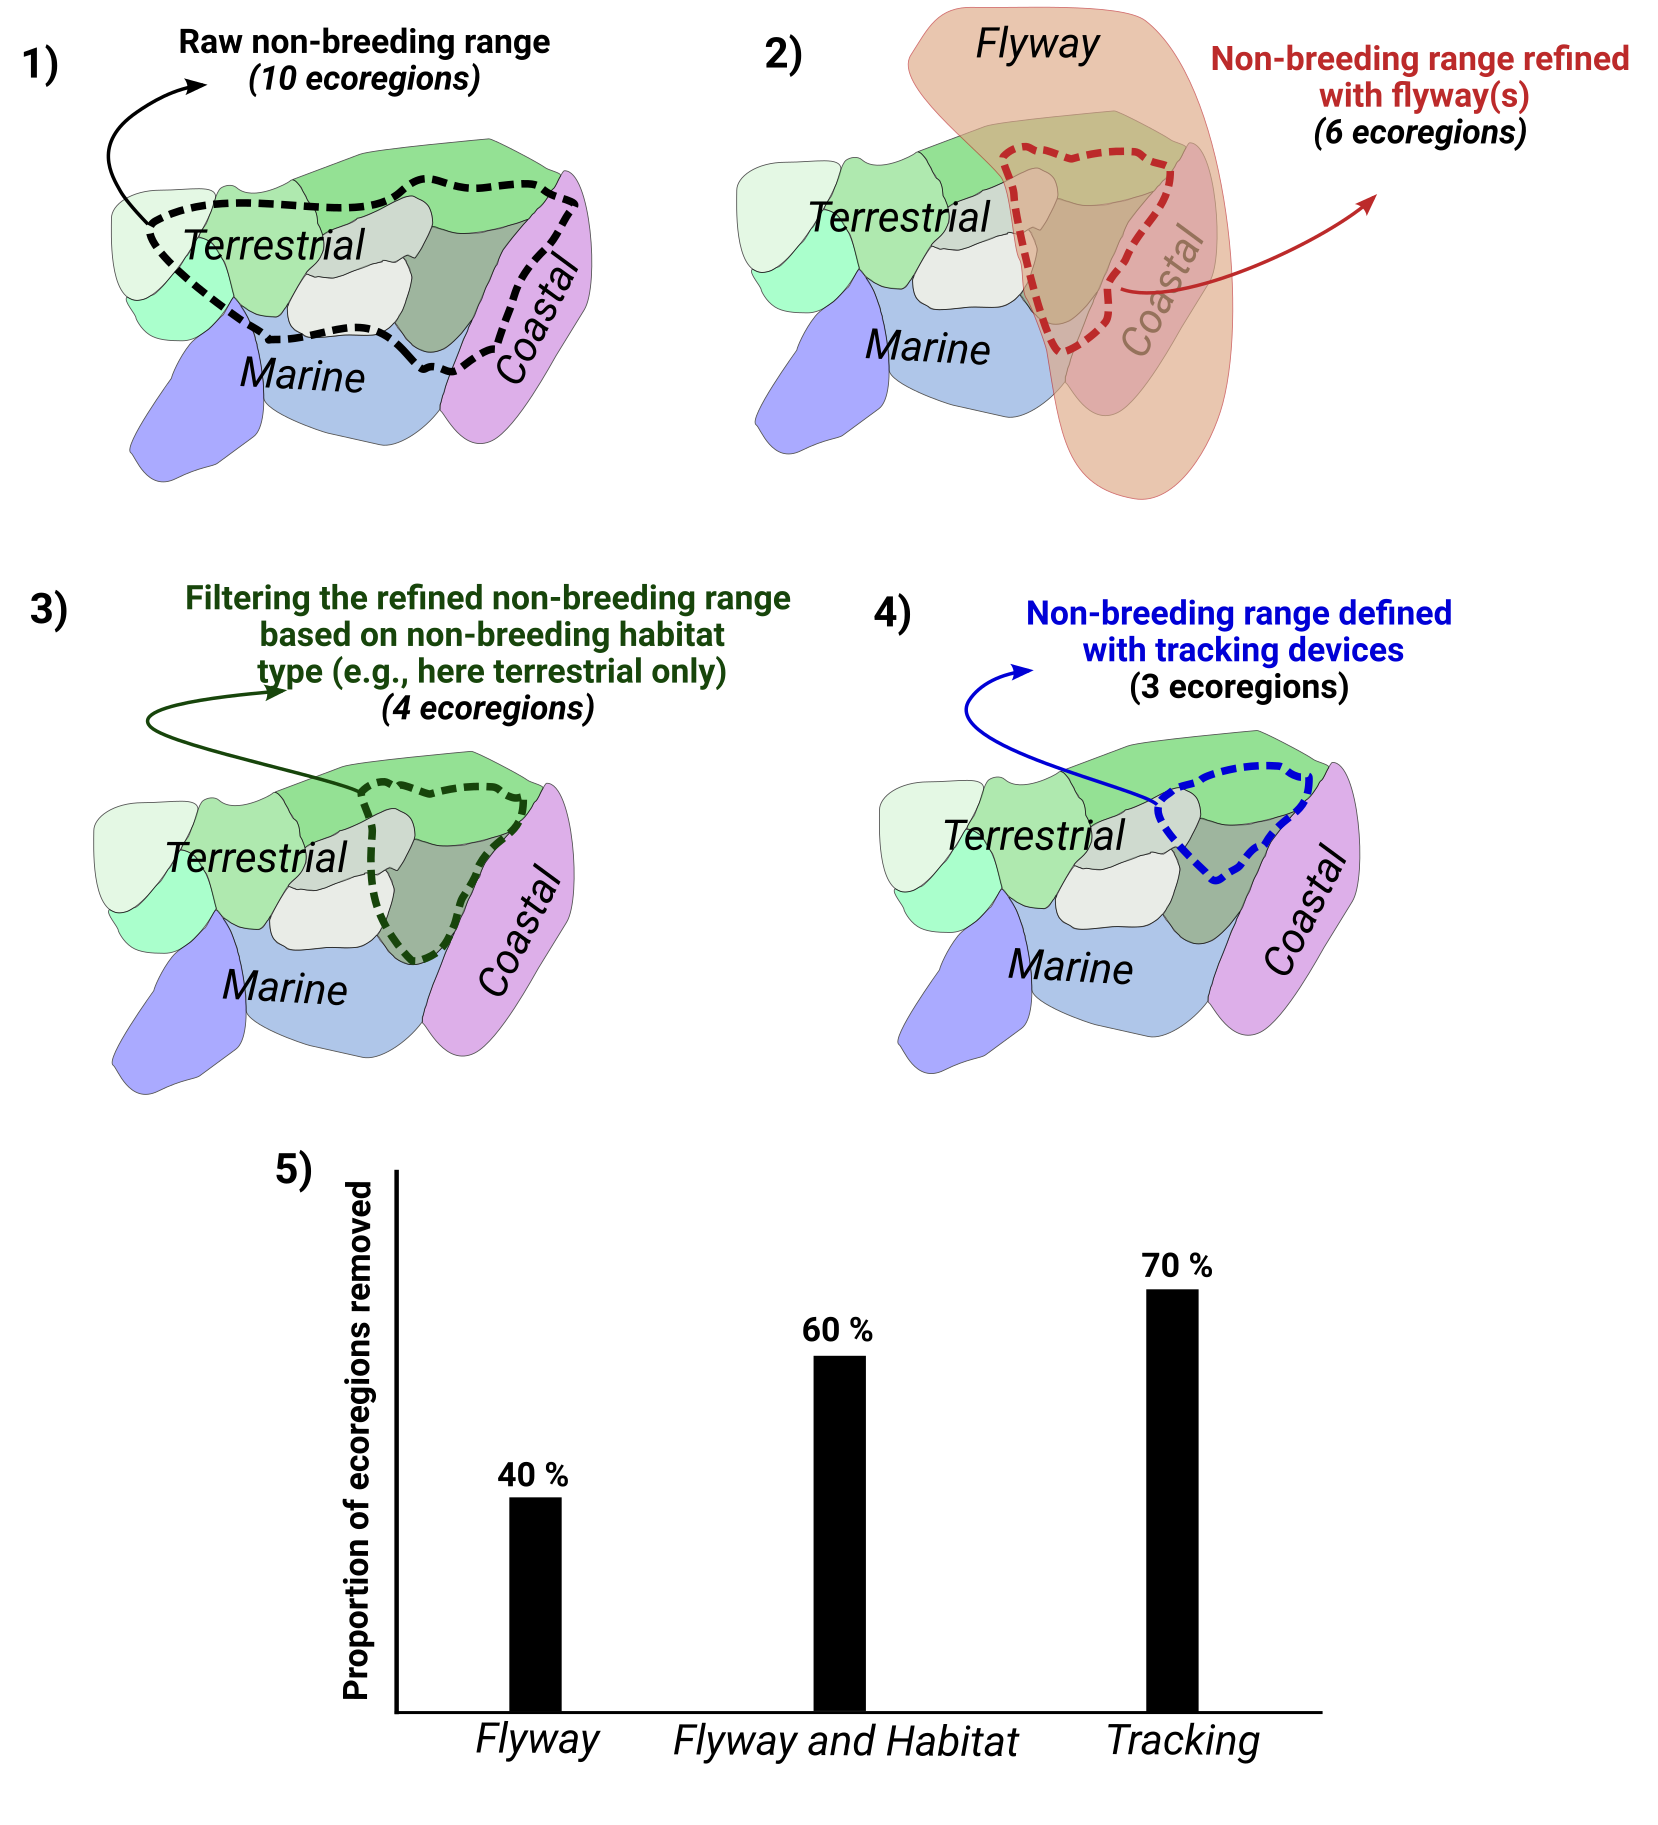 1)
Raw non-breeding range
(10 ecoregions)
Terrestrial
Marine
Coastal
2)
Flyway
Non-breeding range refined
with flyway(s)
(6 ecoregions)
Terrestrial
Marine
Coastal
3)
Filtering the refined non-breeding range
based on non-breeding habitat
type (e.g., here terrestrial only)
(4 ecoregions)
Terrestrial
Marine
Coastal
4)
Non-breeding range defined
with tracking devices
(3 ecoregions)
Terrestrial
Marine
Coastal
5)
Proportion of ecoregions removed
40 %
60 %
70 %
Flyway
Flyway and Habitat
Tracking